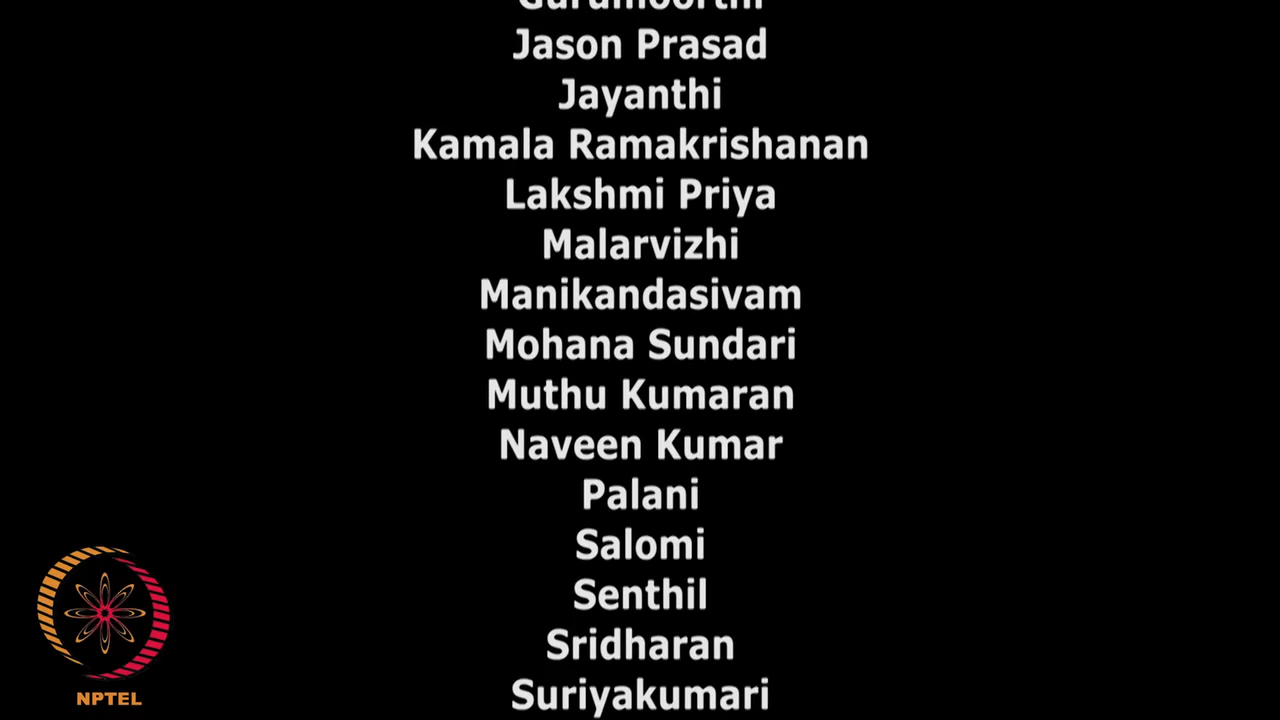 Gurumoorthi
Jason Prasad
Jayanthi
Kamala Ramakrishanan
Lakshmi Priya
Malarvizhi
Manikandasivam
Mohana Sundari
Muthu Kumaran
Naveen Kumar
Palani
Salomi
Senthil
Sridharan
Suriyakumari
NPTEL